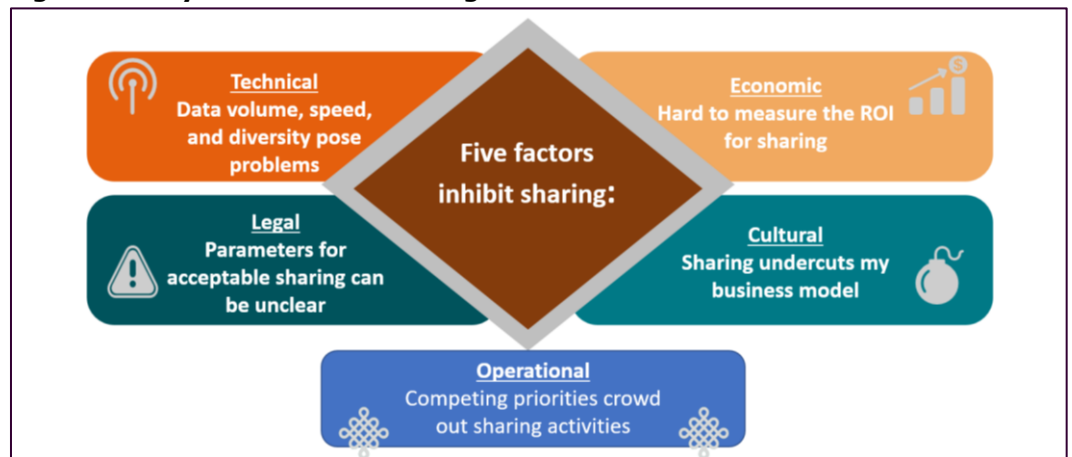 Five factors
inhibit sharing:
Technical
Data volume, speed,
and diversity pose
problems
Economic
Hard to measure the ROI
for sharing
$
Legal
Parameters for
acceptable sharing can
be unclear
Cultural
Sharing undercuts my
business model
Operational
Competing priorities crowd
out sharing activities